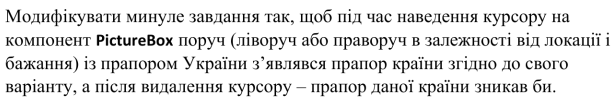 Модифікувати минуле завдання так, щоб під час наведення курсору на
компонент PictureBox поруч (ліворуч або праворуч в залежності від локації і
бажання) із прапором України з’являвся прапор країни згідно до свого
варіанту, а після видалення курсору – прапор даної країни зникав би.